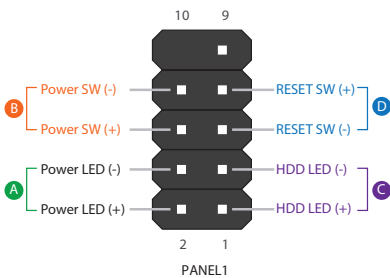 10 9
Power SW (-) RESET SW (+)
B D
Power SW (+) RESET SW (-)
Power LED (-) HDD LED (-)
A C
Power LED (+) HDD LED (+)
2 1
PANEL1